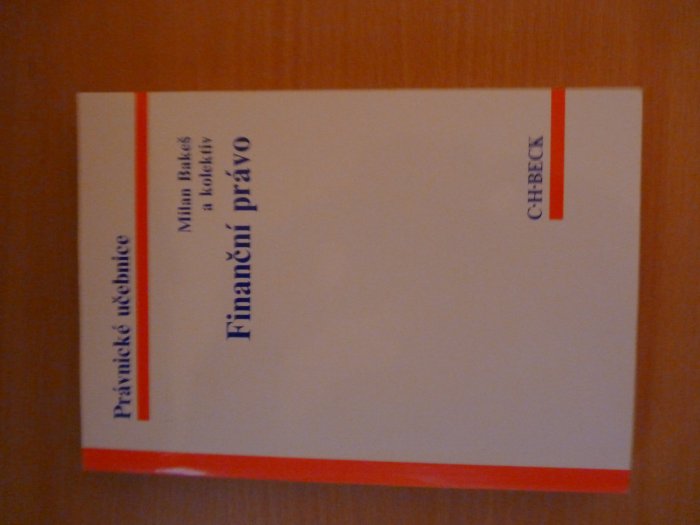 Právnické učebnice
Milan Bakeš
a kolektiv
Finanční právo
C·H·BECK